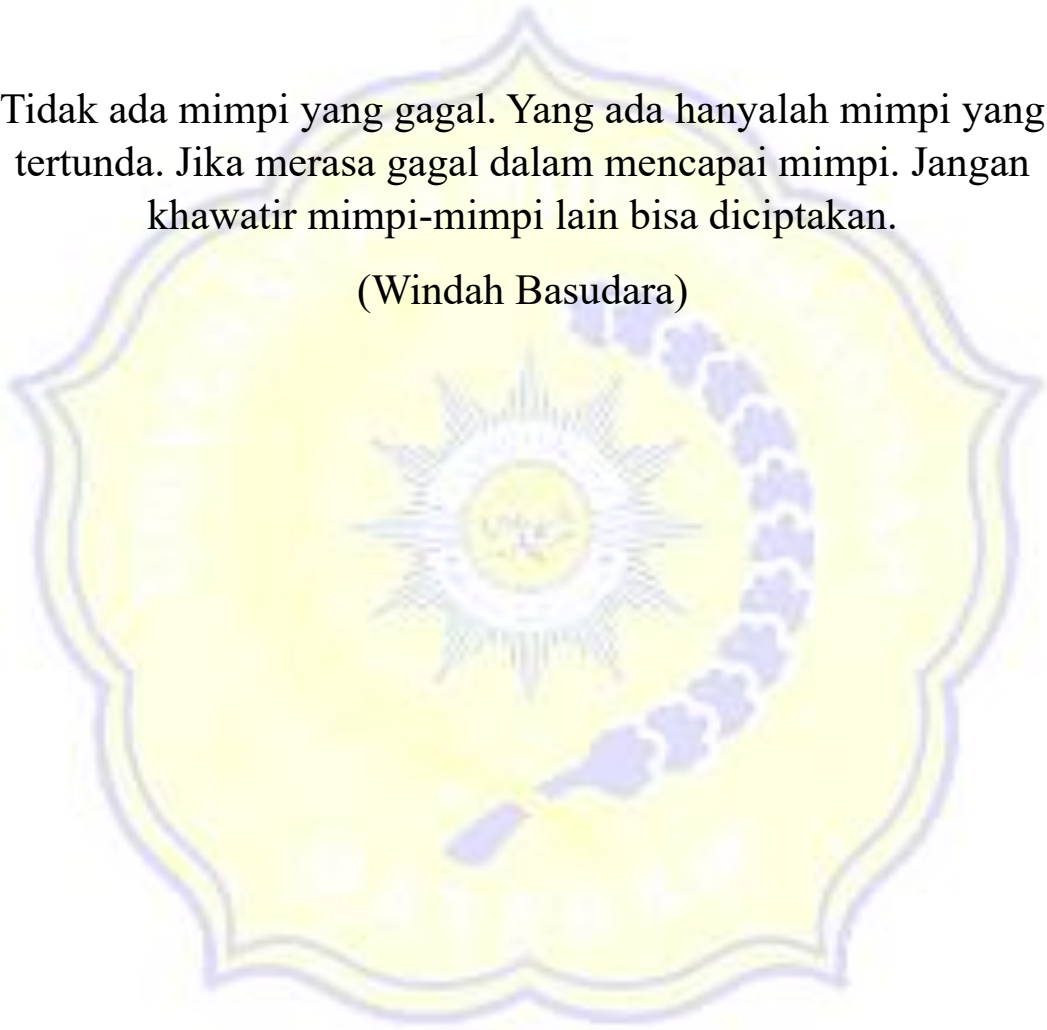 Tidak ada mimpi yang gagal. Yang ada hanyalah mimpi yang
tertunda. Jika merasa gagal dalam mencapai mimpi. Jangan
khawatir mimpi-mimpi lain bisa diciptakan.
(Windah Basudara)